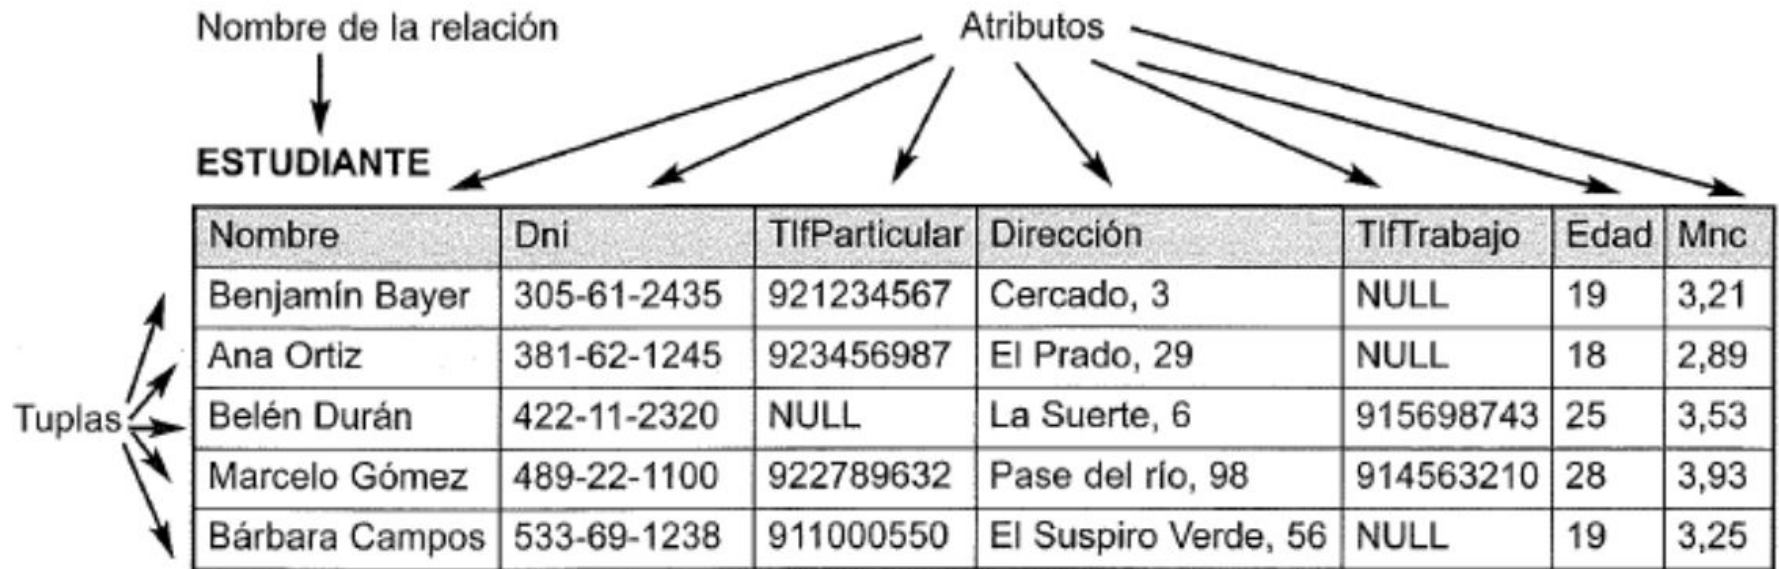 Nombre de la relación
Atributos
ESTUDIANTE
Nombre Dni TlfParticular Dirección TlfTrabajo Edad Mnc
Benjamín Bayer 305-61-2435 921234567 Cercado, 3 NULL 19 3,21
Ana Ortiz 381-62-1245 923456987 El Prado, 29 NULL 18 2,89
Tuplas
Belén Durán 422-11-2320 NULL La Suerte, 6 915698743 25 3,53
Marcelo Gómez 489-22-1100 922789632 Pase del río, 98 914563210 28 3,93
Bárbara Campos 533-69-1238 911000550 El Suspiro Verde, 56 NULL 19 3,25